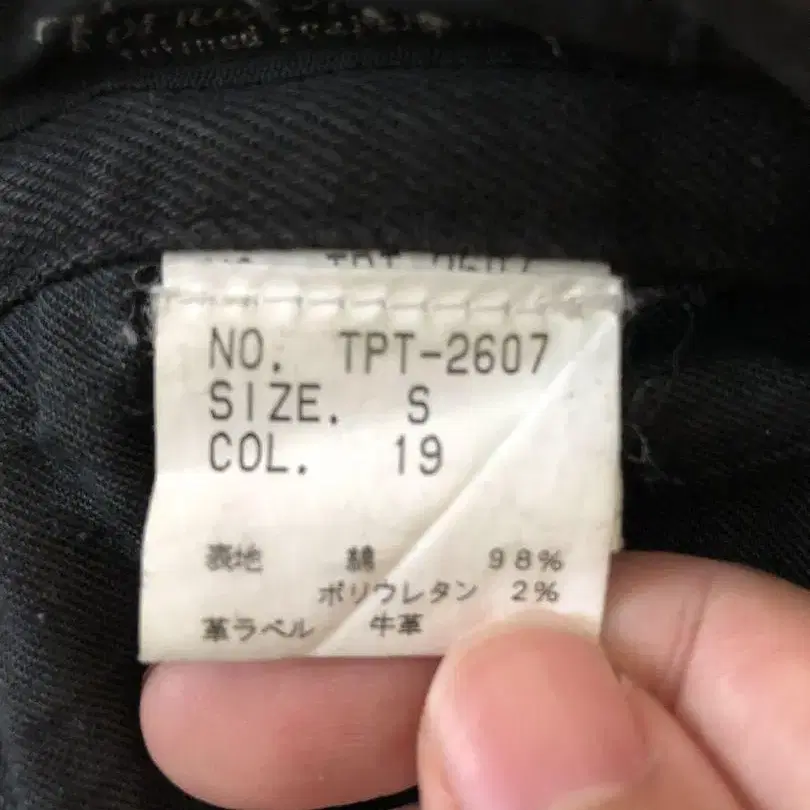 NO. TPT-2607
SIZE. S
COL. 19
表地 綿 98%
ポリウレタン 2%
革ラベル 牛革